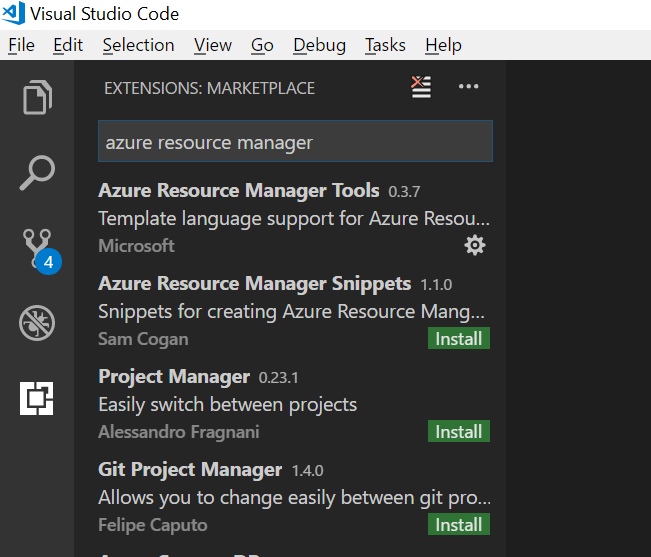 Visual Studio Code
File Edit Selection View Go Debug Tasks Help
EXTENSIONS: MARKETPLACE
azure resource manager
Azure Resource Manager Tools 0.3.7
Template language support for Azure Resou...
Microsoft
4
Azure Resource Manager Snippets 1.1.0
Snippets for creating Azure Resource Mang...
Sam Cogan Install
Project Manager 0.23.1
Easily switch between projects
Alessandro Fragnani Install
Git Project Manager 1.4.0
Allows you to change easily between git pro...
Felipe Caputo Install